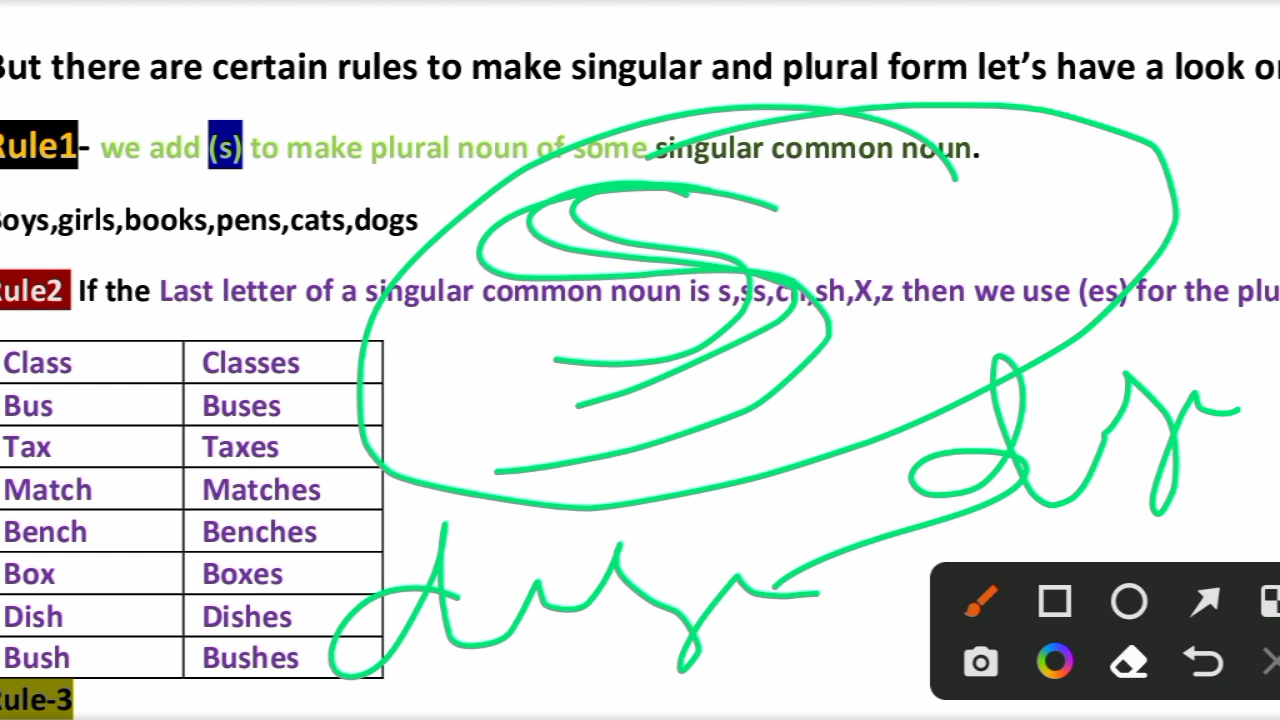 But there are certain rules to make singular and plural form let's have a look
Rule1- we add (s) to make plural noun of some singular common noun.
Boys,girls,books,pens,cats,dogs
Rule2 If the Last letter of a singular common noun is s,ss,ch,sh,X,z then we use (es) for the
Class Classes
Bus Buses
Tax Taxes
Match Matches
Bench Benches
Box Boxes
Dish Dishes
Bush Bushes
Rule-3